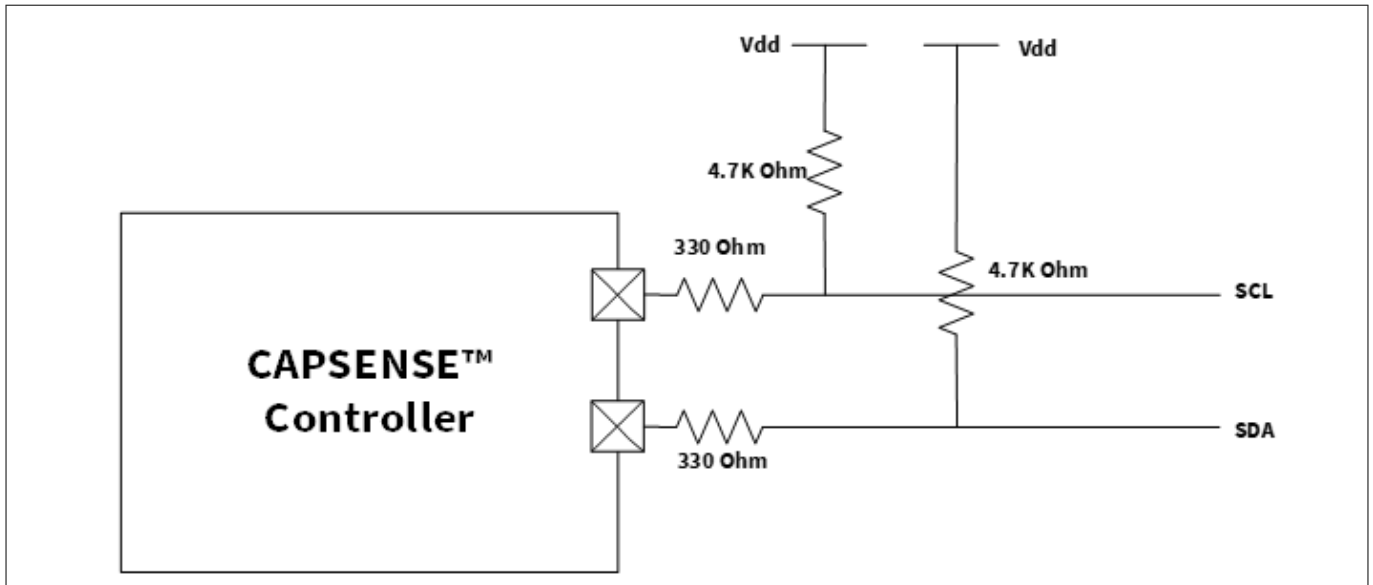 Vdd
Vdd
4.7K Ohm
330 Ohm
4.7K Ohm
SCL
CAPSENSE™
Controller
SDA
330 Ohm